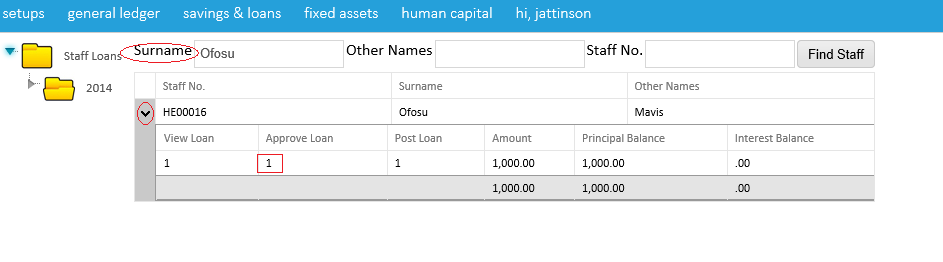 setups general ledger savings & loans fixed assets human capital hi, jattinson
Staff Loans
2014
Surname Ofosu Other Names Staff No. Find Staff
Staff No. Surname Other Names
HE00016 Ofosu Mavis
View Loan Approve Loan Post Loan Amount Principal Balance Interest Balance
1 1 1 1,000.00 1,000.00 .00
1,000.00 1,000.00 .00